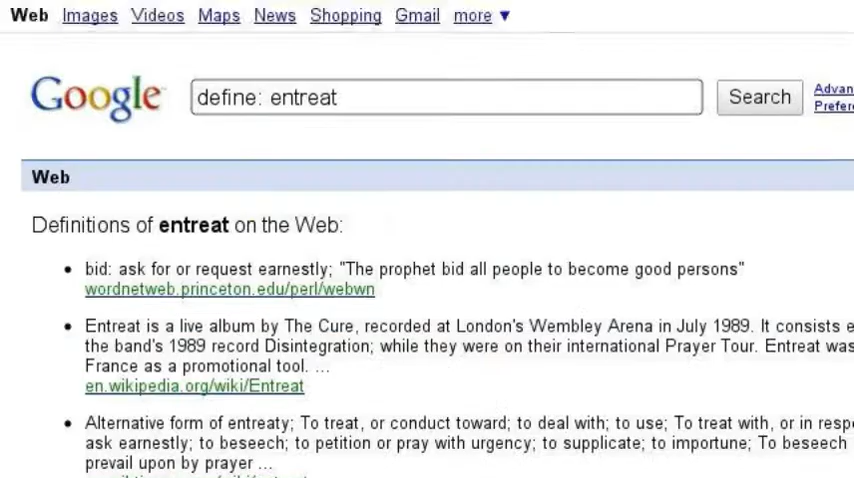 Web Images Videos Maps News Shopping Gmail more ▼
Google define: entreat Search Advan
Prefer
Web
Definitions of entreat on the Web:
• bid: ask for or request earnestly; "The prophet bid all people to become good persons"
wordnetweb.princeton.edu/perl/webwn
• Entreat is a live album by The Cure, recorded at London's Wembley Arena in July 1989. It consists e
the band's 1989 record Disintegration; while they were on their international Prayer Tour. Entreat was
France as a promotional tool. ...
en.wikipedia.org/wiki/Entreat
• Alternative form of entreaty; To treat, or conduct toward; to deal with; to use; To treat with, or in resp
ask earnestly; to beseech; to petition or pray with urgency; to supplicate; to importune; To beseech
prevail upon by prayer ...